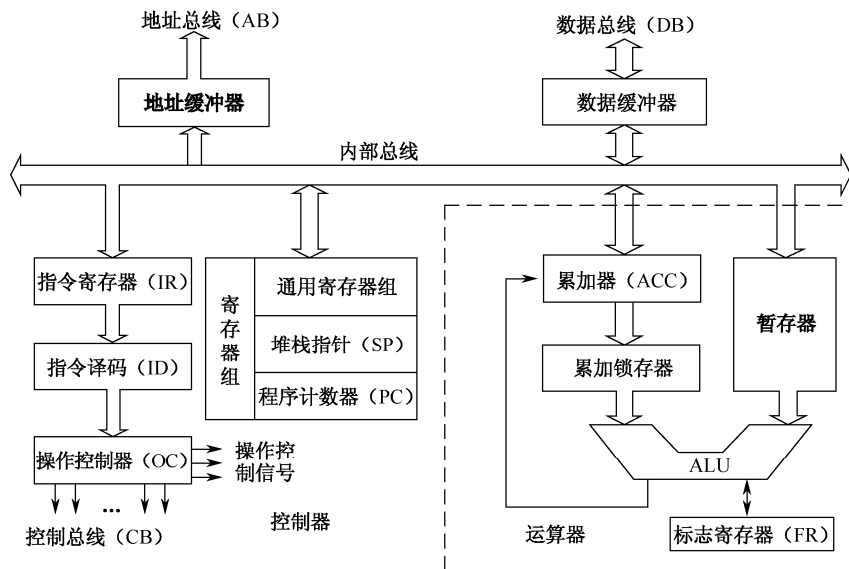 地址总线（AB）
数据总线（DB）
地址缓冲器
数据缓冲器
内部总线
指令寄存器（IR）
指令译码（ID）
操作控制器（OC）
操作控
制信号
...
控制总线（CB）
控制器
寄
存
器
组
通用寄存器组
堆栈指针（SP）
程序计数器（PC）
累加器（ACC）
累加锁存器
暂存器
ALU
运算器
标志寄存器（FR）